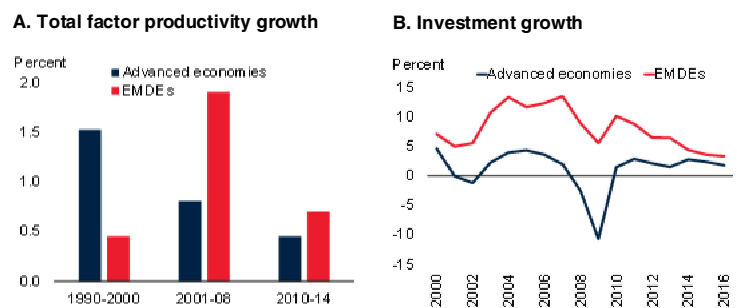 A. Total factor productivity growth
Percent
2.0
1.5
1.0
0.5
0.0
Advanced economies
EMDEs
1990-2000 2001-08 2010-14
B. Investment growth
Percent
15
10
5
0
-5
-10
-15
Advanced economies EMDEs
2000 2002 2004 2006 2008 2010 2012 2014 2016